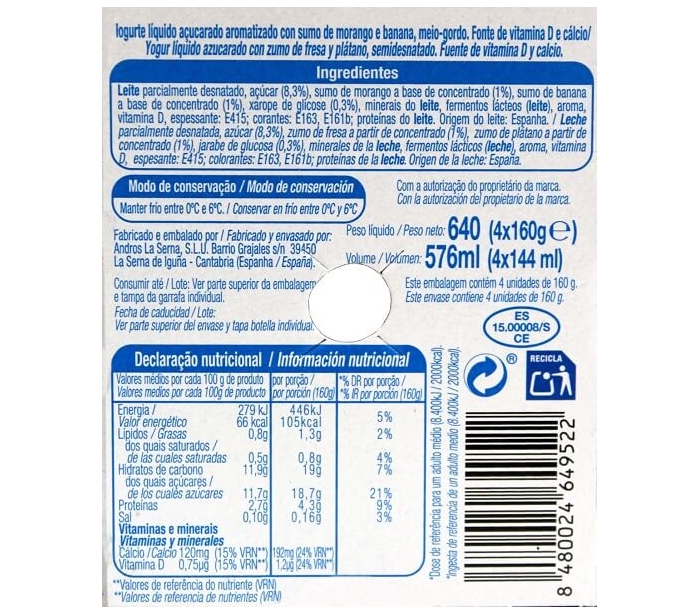 Iogurte líquido açucarado aromatizado com sumo de morango e banana, meio-gordo. Fonte de vitamina D e cálcio/
Yogur líquido azucarado con zumo de fresa y plátano, semidesnatado. Fuente de vitamina D y calcio.
Ingredientes
Leite parcialmente desnatado, açúcar (8,3%), sumo de morango a base de concentrado (1%), sumo de banana
a base de concentrado (1%), xarope de glicose (0,3%), minerais do leite, fermentos lácteos (leite), aroma,
vitamina D, espessante: E415; corantes: E163, E161b; proteínas do leite. Origem do leite: Espanha. / Leche
parcialmente desnatada, azúcar (8,3%), zumo de fresa a partir de concentrado (1%), zumo de plátano a partir de
concentrado (1%), jarabe de glucosa (0,3%), minerales de la leche, fermentos lácticos (leche), aroma, vitamina
D, espesante: E415; colorantes: E163, E161b; proteínas de la leche. Origen de la leche: España.
Modo de conservação / Modo de conservación
Manter frio entre 0ºC e 6ºC. / Conservar en frío entre 0ºC y 6ºC
Com a autorização do proprietário da marca.
Con la autorización del propietario de la marca.
Fabricado e embalado por / Fabricado y envasado por:
Andros La Serna, S.L.U. Barrio Grajales s/n 39450
La Serna de Iguña - Cantabria (Espanha / España).
Peso líquido / Peso neto: 640 (4x160g e)
Volume / Volumen: 576ml (4x144 ml)
Consumir até / Lote: Ver parte superior da embalagem
e tampa da garrafa individual.
Fecha de caducidad / Lote:
Ver parte superior del envase y tapa botella individual.
Este embalagem contém 4 unidades de 160 g.
Este envase contiene 4 unidades de 160 g.
ES
15.00008/S
CE
®
RECICLA
Declaração nutricional / Información nutricional
Valores médios por cada 100 g de produto por porção / *% DR por porção /
Valores medios por cada 100g de producto por porción (160g) *% IR por porción (160g)
Energia / 279 kJ 446kJ
Valor energético 66 kcal 105kcal 5%
Lípidos / Grasas 0,8g 1,3g 2%
dos quais saturados /
de las cuales saturadas 0,5g 0,8g 4%
Hidratos de carbono 11,9g 19g 7%
dos quais açúcares /
de los cuales azúcares 11,7g 18,7g 21%
Proteínas 2,7g 4,3g 9%
Sal 0,10g 0,16g 3%
Vitaminas e minerais
Vitaminas y minerales
Cálcio / Calcio 120mg (15% VRN**) 192mg (24% VRN**)
Vitamina D 0,75µg (15% VRN**) 1,2µg (24% VRN**)
**Valores de referência do nutriente (VRN)
**Valores de referencia de nutrientes (VRN)
*Dose de referência para um adulto médio (8.400kJ / 2000kcal).
*Ingesta de referencia de un adulto medio (8.400kJ / 2000kcal).
8 480024 649522